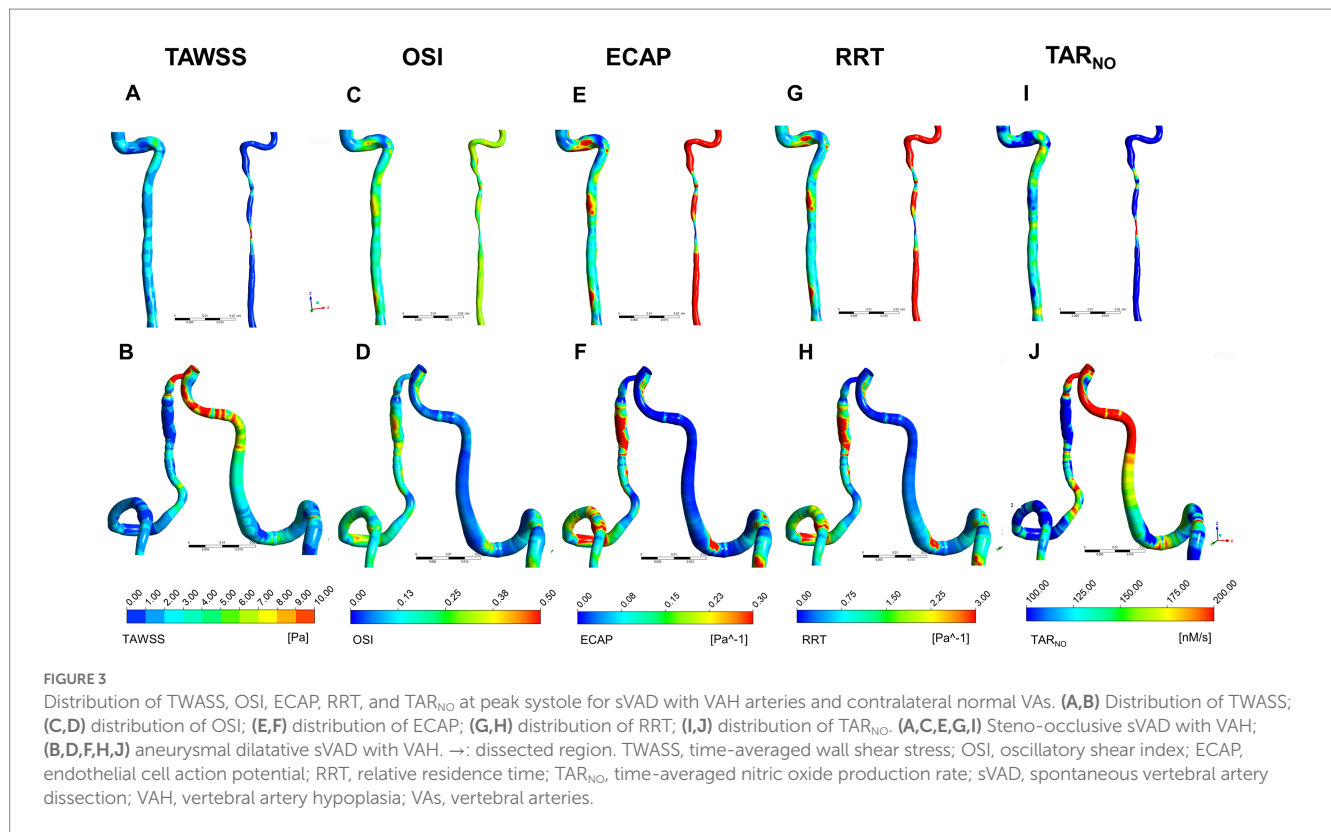 TAWSS OSI ECAP RRT TAR_NO
A C E G I
B D F H J
0.00 1.00 2.00 3.00 4.00 5.00 6.00 7.00 8.00 9.00 10.00
TAWSS [Pa]
0.00 0.13 0.25 0.38 0.50
OSI
0.00 0.08 0.15 0.23 0.30
ECAP [Pa^-1]
0.00 0.75 1.50 2.25 3.00
RRT [Pa^-1]
100.00 125.00 150.00 175.00 200.00
TAR_NO [nM/s]
FIGURE 3
Distribution of TWASS, OSI, ECAP, RRT, and TAR_NO at peak systole for sVAD with VAH arteries and contralateral normal VAs. (A,B) Distribution of TWASS;
(C,D) distribution of OSI; (E,F) distribution of ECAP; (G,H) distribution of RRT; (I,J) distribution of TAR_NO. (A,C,E,G,I) Steno-occlusive sVAD with VAH;
(B,D,F,H,J) aneurysmal dilatative sVAD with VAH. →: dissected region. TWASS, time-averaged wall shear stress; OSI, oscillatory shear index; ECAP,
endothelial cell action potential; RRT, relative residence time; TAR_NO, time-averaged nitric oxide production rate; sVAD, spontaneous vertebral artery
dissection; VAH, vertebral artery hypoplasia; VAs, vertebral arteries.